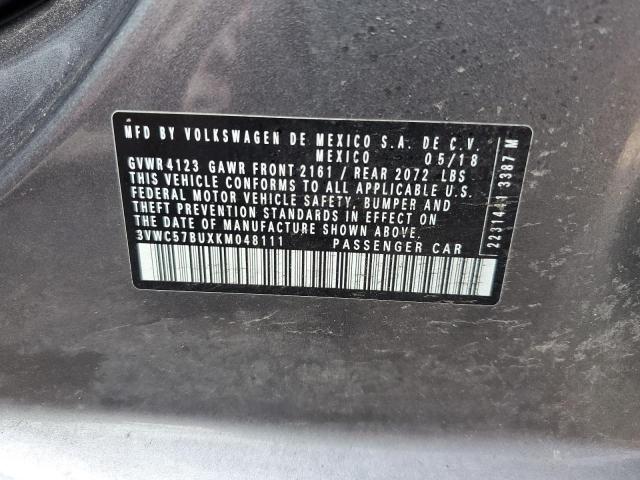 MFD BY VOLKSWAGEN DE MEXICO S.A. DE C.V.
MEXICO 05/18
GVWR 4123 GAWR FRONT 2161 / REAR 2072 LBS
THIS VEHICLE CONFORMS TO ALL APPLICABLE U.S.
FEDERAL MOTOR VEHICLE SAFETY, BUMPER AND
THEFT PREVENTION STANDARDS IN EFFECT ON
THE DATE OF MANUFACTURE SHOWN ABOVE.
3VWC57BUXKM048111 PASSENGER CAR
3387 M